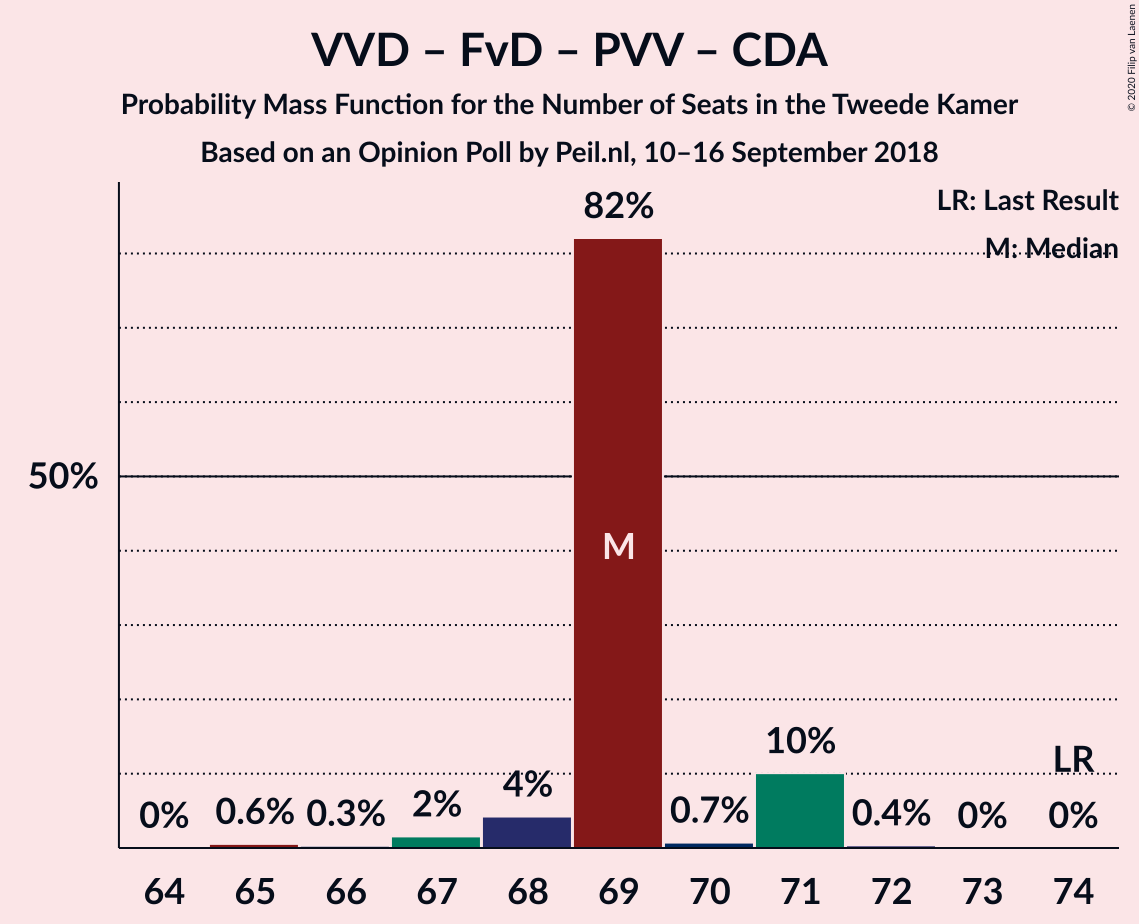 VVD – FvD – PVV – CDA
Probability Mass Function for the Number of Seats in the Tweede Kamer
Based on an Opinion Poll by Peil.nl, 10–16 September 2018
© 2020 Filip van Laenen
LR: Last Result
M: Median
82%
50%
M
10%
LR
4%
2%
0%
0.6%
0.3%
0.7%
0.4%
0%
0%
64 65 66 67 68 69 70 71 72 73 74